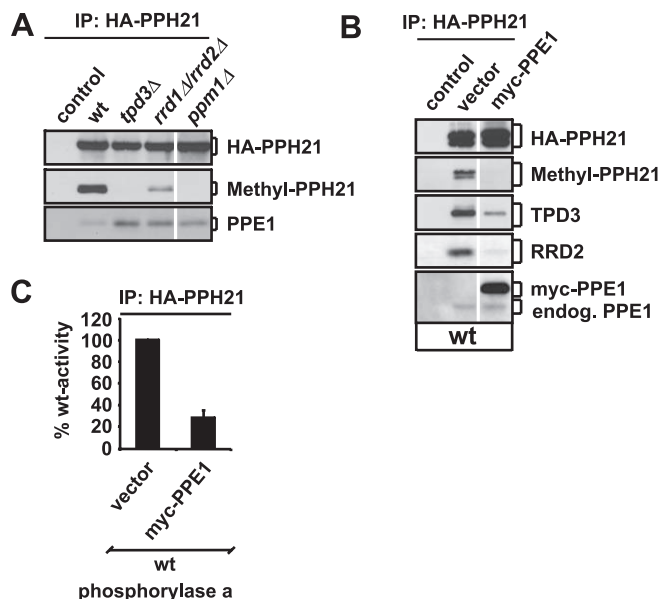 A
IP: HA-PPH21
control
wt
tpd3Δ
rrd1Δ/rrd2Δ
ppm1Δ
HA-PPH21
Methyl-PPH21
PPE1
B
IP: HA-PPH21
control
vector
myc-PPE1
HA-PPH21
Methyl-PPH21
TPD3
RRD2
myc-PPE1
endog. PPE1
wt
C
IP: HA-PPH21
% wt-activity
120
100
80
60
40
20
0
vector
myc-PPE1
wt
phosphorylase a